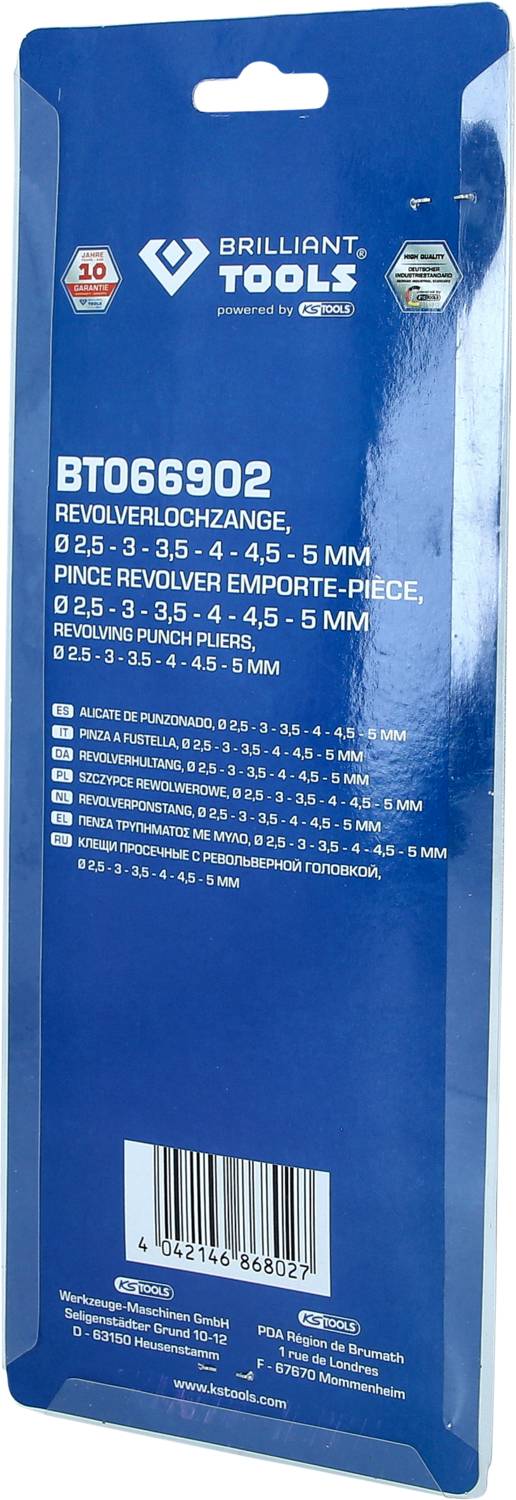 JAHRE
10
GARANTIE
BRILLIANT
TOOLS
BRILLIANT
TOOLS®
powered by KSTOOLS
HIGH QUALITY
DEUTSCHER
INDUSTRIESTANDARD
BT066902
REVOLVERLOCHZANGE,
Ø 2,5 - 3 - 3,5 - 4 - 4,5 - 5 MM
PINCE REVOLVER EMPORTE-PIÈCE,
Ø 2,5 - 3 - 3,5 - 4 - 4,5 - 5 MM
REVOLVING PUNCH PLIERS,
Ø 2.5 - 3 - 3.5 - 4 - 4.5 - 5 MM
ES ALICATE DE PUNZONADO, Ø 2,5 - 3 - 3,5 - 4 - 4,5 - 5 MM
IT PINZA A FUSTELLA, Ø 2,5 - 3 - 3,5 - 4 - 4,5 - 5 MM
DA REVOLVERHULTANG, Ø 2,5 - 3 - 3,5 - 4 - 4,5 - 5 MM
PL SZCZYPCE REWOLWEROWE, Ø 2,5 - 3 - 3,5 - 4 - 4,5 - 5 MM
NL REVOLVERPONSTANG, Ø 2,5 - 3 - 3,5 - 4 - 4,5 - 5 MM
EL ΠΕΝΣΑ ΤΡΥΠΗΜΑΤΟΣ ΜΕ ΜΥΛΟ, Ø 2,5 - 3 - 3,5 - 4 - 4,5 - 5 MM
RU КЛЕЩИ ПРОСЕЧНЫЕ С РЕВОЛЬВЕРНОЙ ГОЛОВКОЙ,
Ø 2,5 - 3 - 3,5 - 4 - 4,5 - 5 ММ
4 042146 868027
KSTOOLS
Werkzeuge-Maschinen GmbH
Seligenstädter Grund 10-12
D - 63150 Heusenstamm
KSTOOLS
PDA Région de Brumath
1 rue de Londres
F - 67670 Mommenheim
www.kstools.com